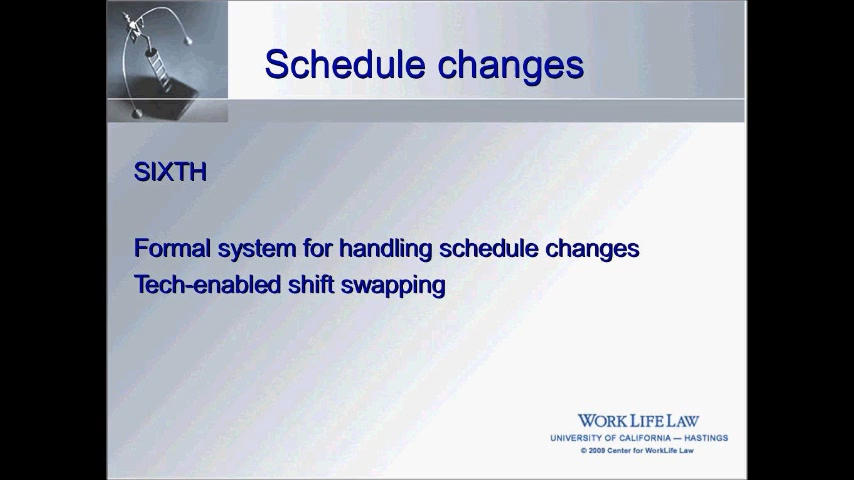 Schedule changes
SIXTH
Formal system for handling schedule changes
Tech-enabled shift swapping
WORK LIFE LAW
UNIVERSITY OF CALIFORNIA — HASTINGS
© 2009 Center for WorkLife Law